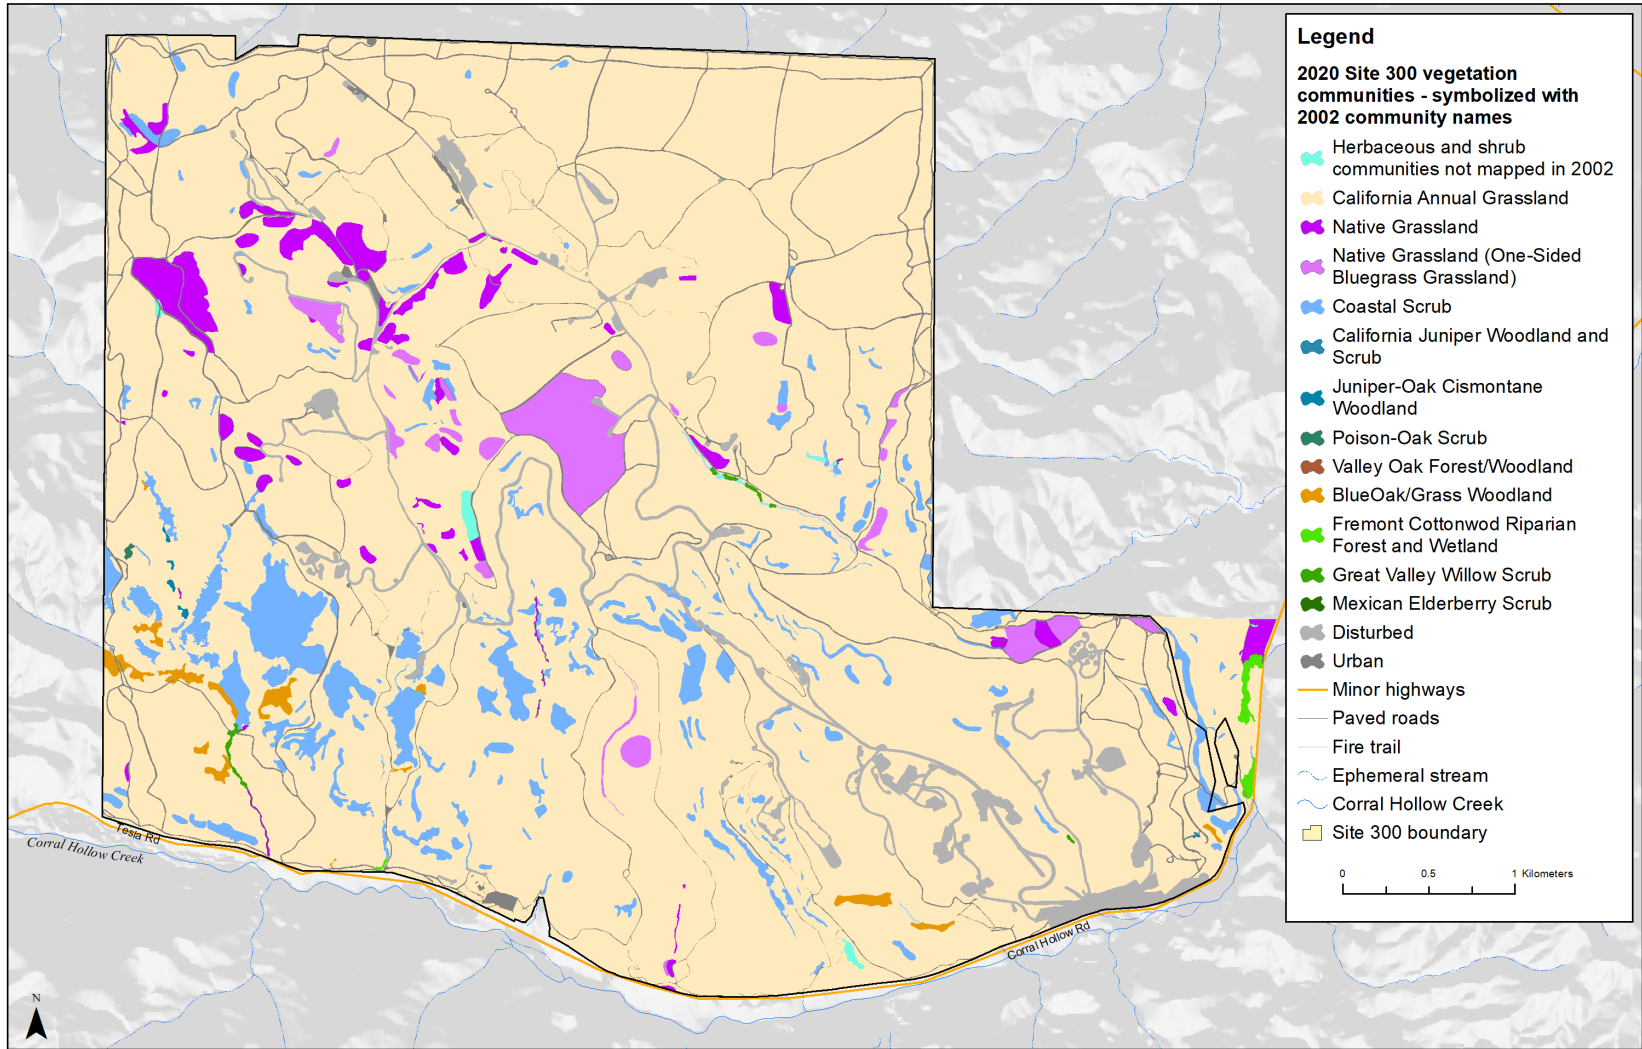 Legend
2020 Site 300 vegetation
communities - symbolized with
2002 community names
Herbaceous and shrub
communities not mapped in 2002
California Annual Grassland
Native Grassland
Native Grassland (One-Sided
Bluegrass Grassland)
Coastal Scrub
California Juniper Woodland and
Scrub
Juniper-Oak Cismontane
Woodland
Poison-Oak Scrub
Valley Oak Forest/Woodland
BlueOak/Grass Woodland
Fremont Cottonwod Riparian
Forest and Wetland
Great Valley Willow Scrub
Mexican Elderberry Scrub
Disturbed
Urban
Minor highways
Paved roads
Fire trail
Ephemeral stream
Corral Hollow Creek
Site 300 boundary
0 0.5 1 Kilometers
Tesla Rd
Corral Hollow Creek
Corral Hollow Rd
N